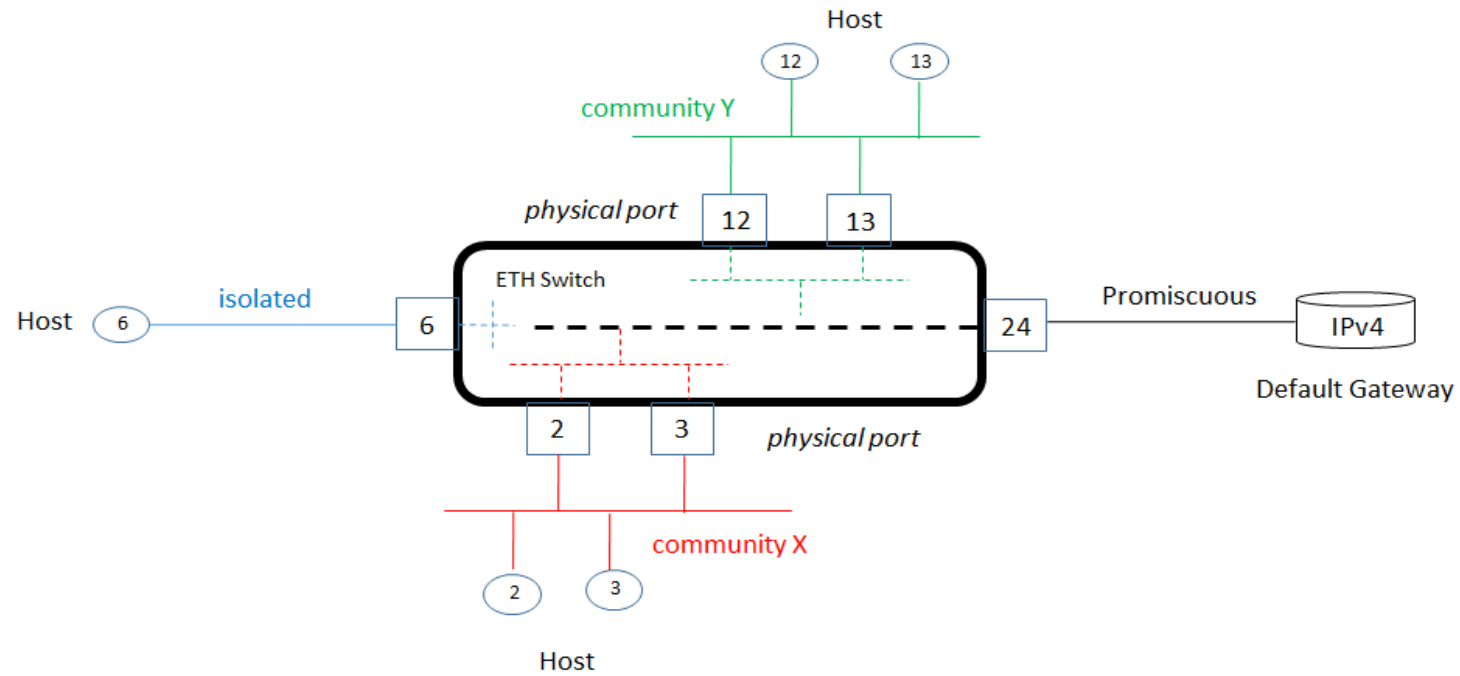 Host
12 13
community Y
physical port 12 13
ETH Switch
isolated
Promiscuous
Host 6 6 24 IPv4
Default Gateway
2 3 physical port
community X
2 3
Host